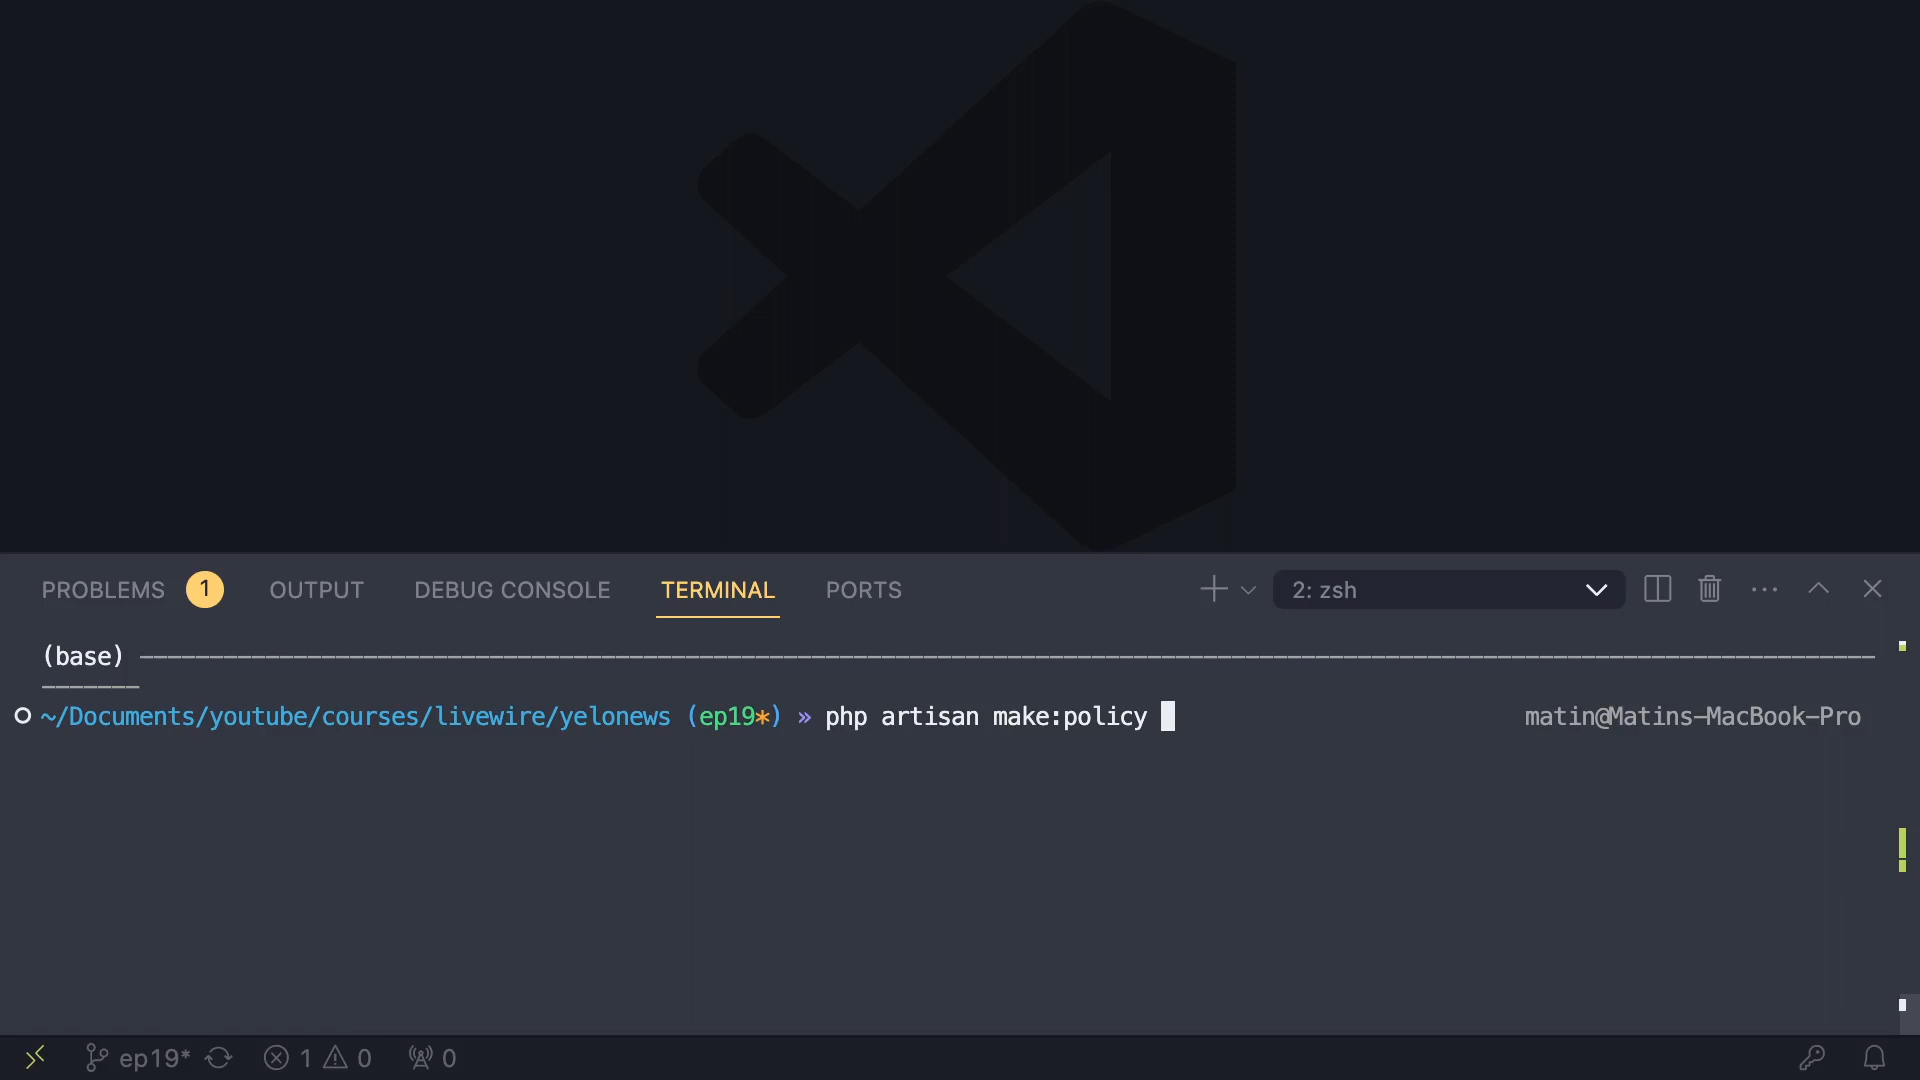 PROBLEMS 1 OUTPUT DEBUG CONSOLE TERMINAL PORTS 2: zsh
(base)
~/Documents/youtube/courses/livewire/yelonews (ep19*) » php artisan make:policy matin@Matins-MacBook-Pro
ep19* 1 0 0